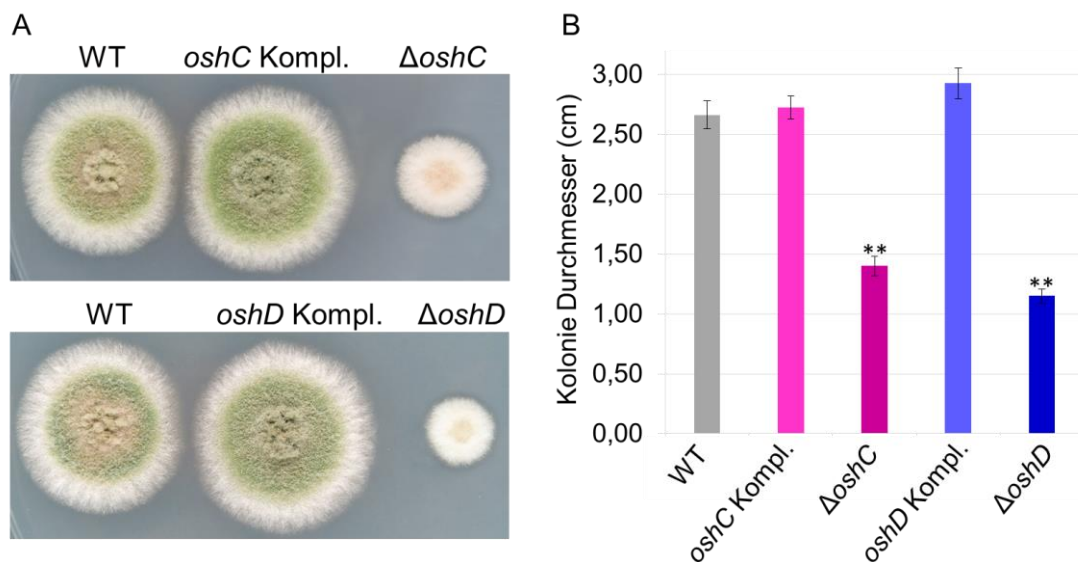 A
WT oshC Kompl. ΔoshC
WT oshD Kompl. ΔoshD
B
Kolonie Durchmesser (cm)
3,00
2,50
2,00
1,50
1,00
0,50
0,00
**
**
WT
oshC Kompl.
ΔoshC
oshD Kompl.
ΔoshD